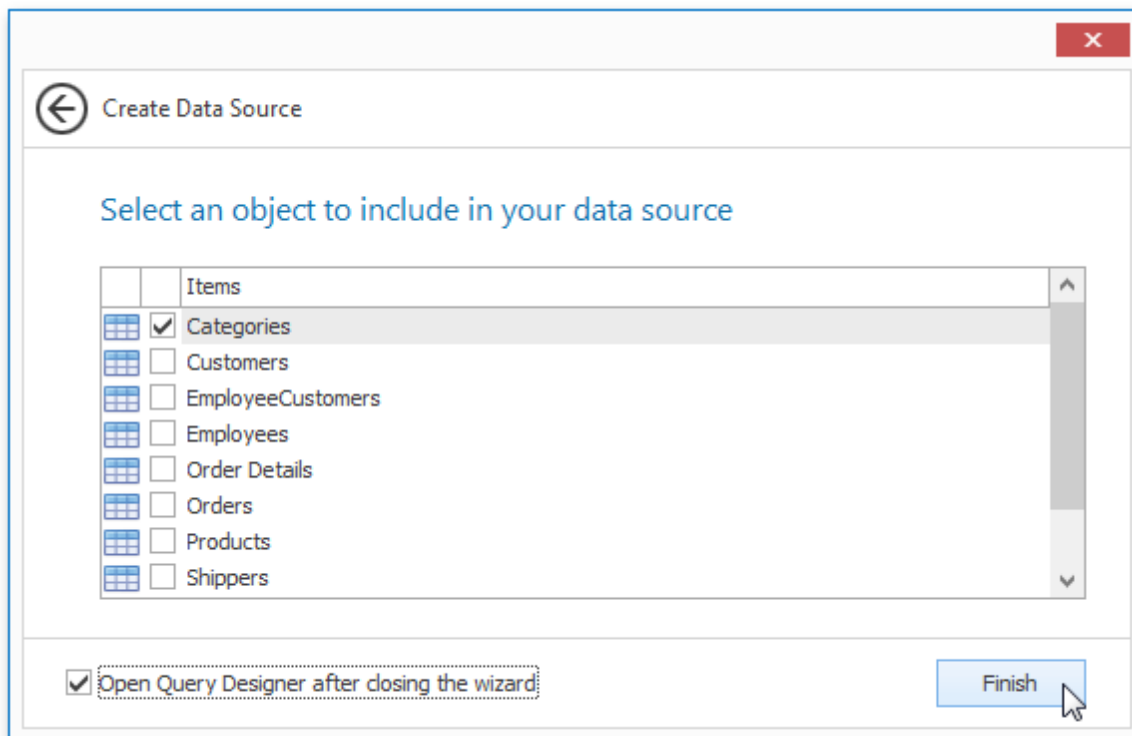 Create Data Source
Select an object to include in your data source
Items
Categories
Customers
EmployeeCustomers
Employees
Order Details
Orders
Products
Shippers
Open Query Designer after closing the wizard
Finish